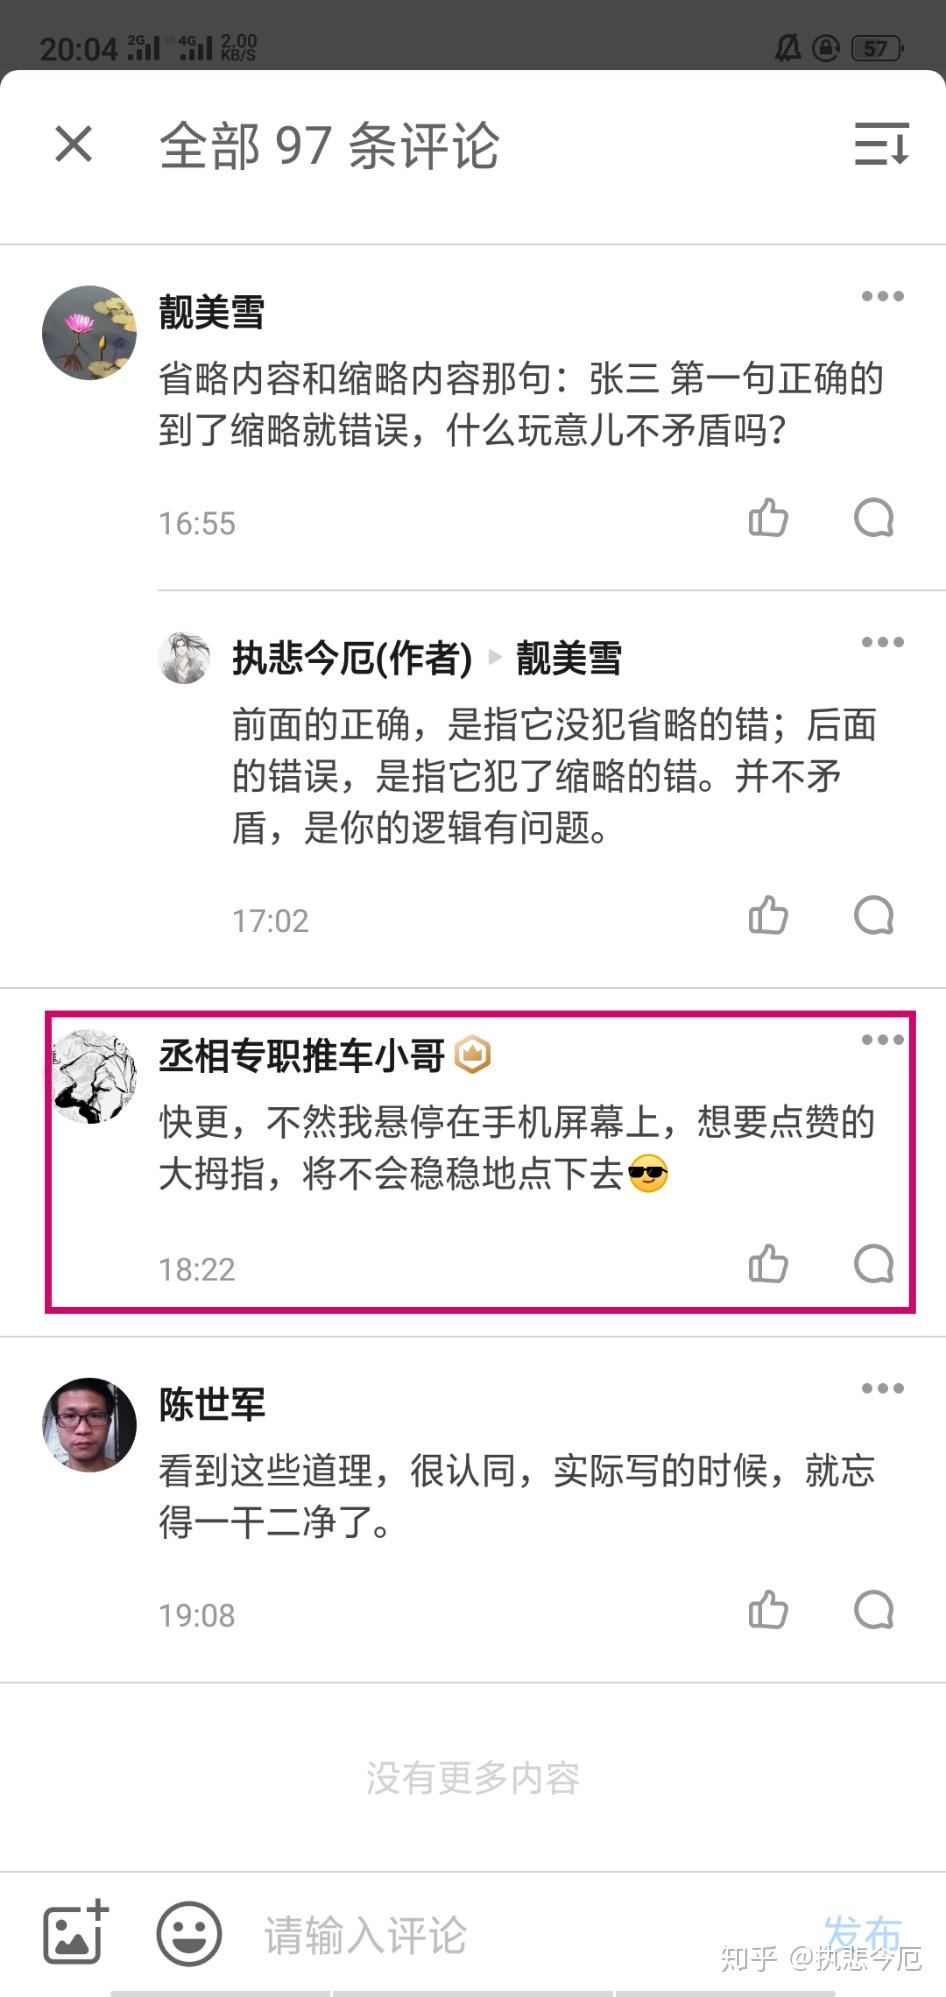 20:04 2G 4G 2.00 KB/S 57
全部 97 条评论
靓美雪
省略内容和缩略内容那句：张三 第一句正确的
到了缩略就错误，什么玩意儿不矛盾吗？
16:55
执悲今厄(作者) 靓美雪
前面的正确，是指它没犯省略的错；后面
的错误，是指它犯了缩略的错。并不矛
盾，是你的逻辑有问题。
17:02
丞相专职推车小哥
快更，不然我悬停在手机屏幕上，想要点赞的
大拇指，将不会稳稳地点下去😎
18:22
陈世军
看到这些道理，很认同，实际写的时候，就忘
得一干二净了。
19:08
没有更多内容
请输入评论
发布
知乎 @执悲今厄